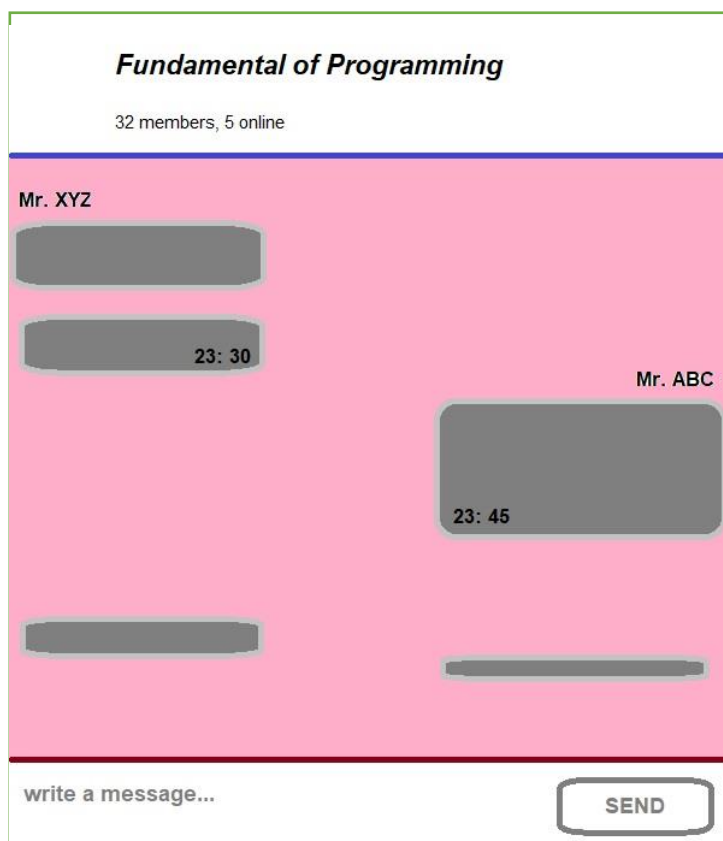 Fundamental of Programming
32 members, 5 online
Mr. XYZ
23: 30
Mr. ABC
23: 45
write a message...
SEND